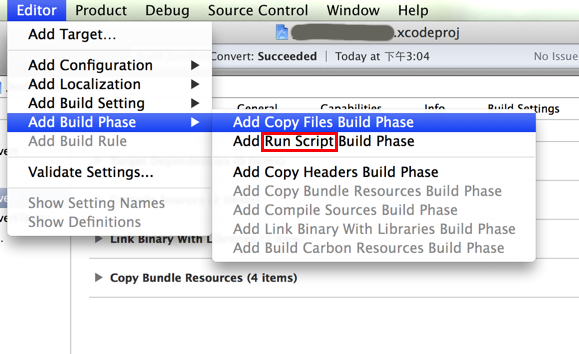 Editor Product Debug Source Control Window Help
.xcodeproj
Convert: Succeeded | Today at 下午3:04
No Issue
Add Target...
Add Configuration
Add Localization
Add Build Setting
Add Build Phase
Add Build Rule
Validate Settings...
Show Setting Names
Show Definitions
General Capabilities Info Build Settings
Add Copy Files Build Phase
Add Run Script Build Phase
Add Copy Headers Build Phase
Add Copy Bundle Resources Build Phase
Add Compile Sources Build Phase
Add Link Binary With Libraries Build Phase
Add Build Carbon Resources Build Phase
Link Binary With Lib
Copy Bundle Resources (4 items)